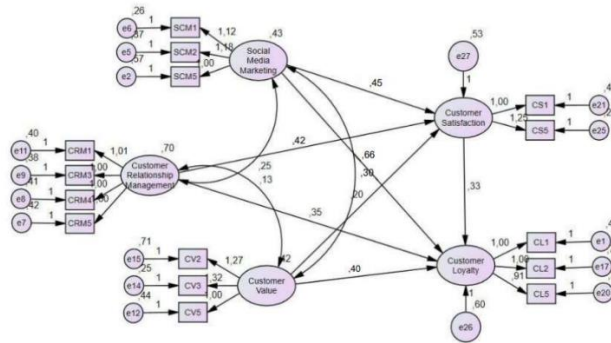 ,26
e6 1 SCM1 1,12
,43
Social Media Marketing
e5 1 SCM2 1,18
,57
e2 1 SCM5 1,00
,53
e27
1
,45
Customer Satisfaction
1,00 CS1 1 e21
1,25 CS5 1 e25
,40
e11 1 CRM1 1,01
,70
,38
e9 1 CRM3 1,00
Customer Relationship Management
,41
e8 1 CRM4 1,00
,42
e7 1 CRM5
,42
,25
,13
,66
,30
,20
,33
,35
,71
e15 1 CV2 1,27
,25
e14 1 CV3 1,32
Customer Value
,44
e12 1 CV5 1,00
,40
Customer Loyalty
1,00 CL1 1 e1
1,00 CL2 1 e17
,91 CL5 1 e20
1
,60
e26